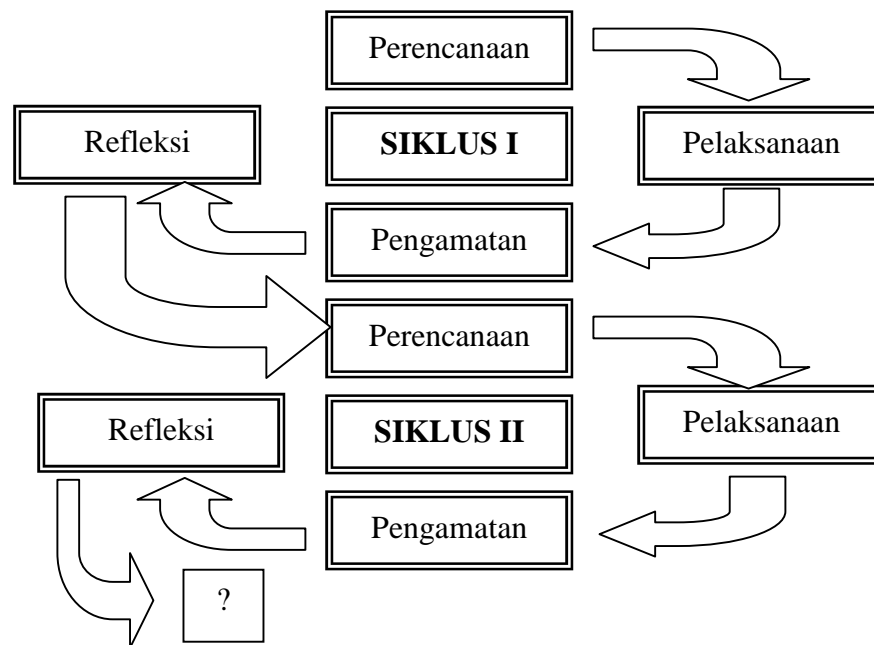 Perencanaan
Refleksi
SIKLUS I
Pelaksanaan
Pengamatan
Perencanaan
Refleksi
SIKLUS II
Pelaksanaan
Pengamatan
?